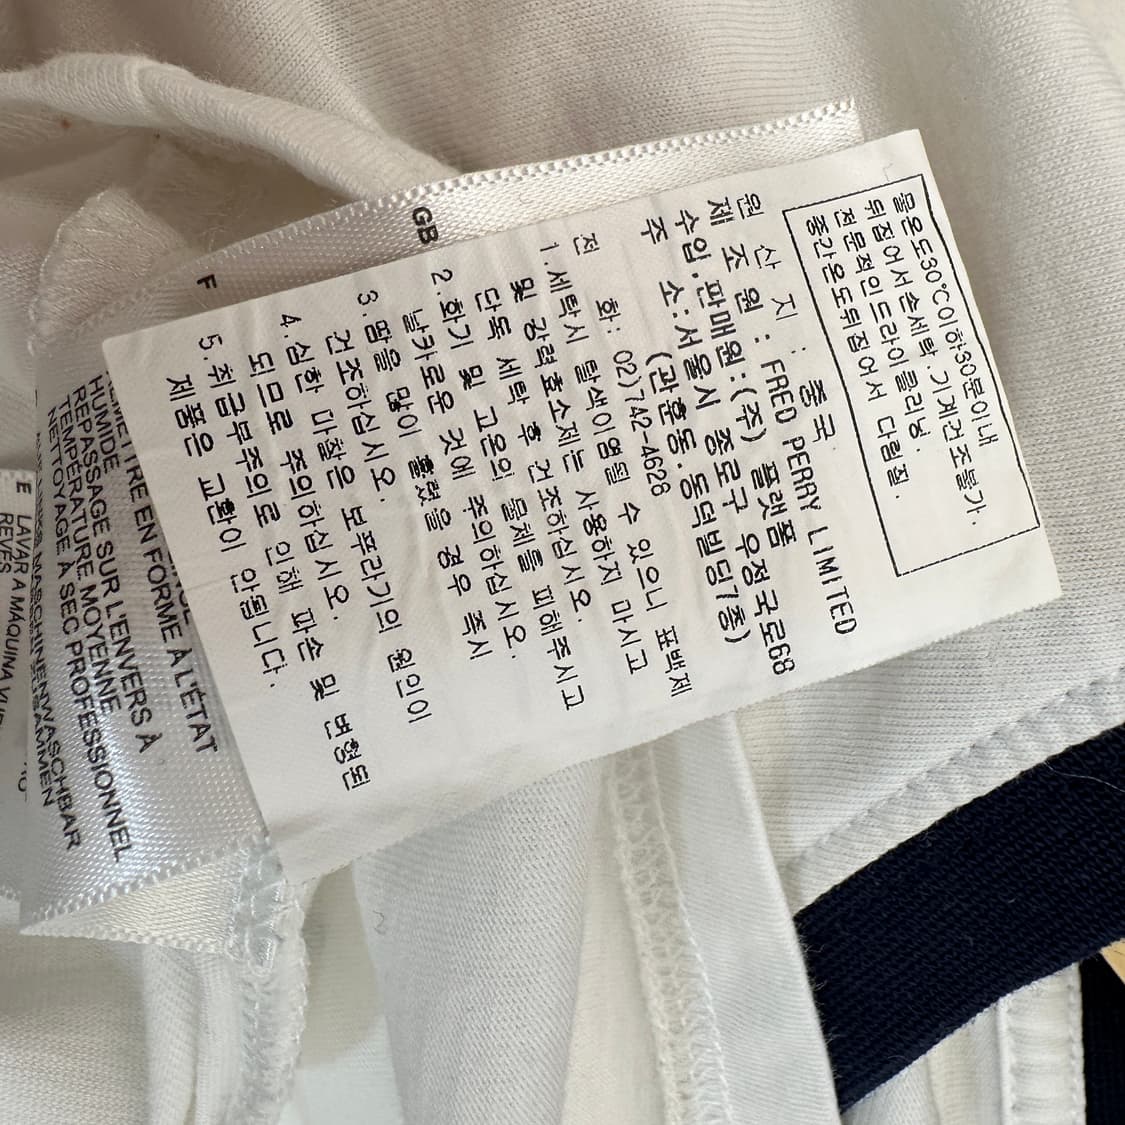 물온도30℃이하30분이내
뒤집어서손세탁.기계건조불가.
전문적인드라이클리닝.
중간온도뒤집어서 다림질.
원 산 지 : 중국
제 조 원 : FRED PERRY LIMITED
수입.판매원:(주) 플랫폼
주 소:서울시 종로구 우정국로68
(관훈동.동덕빌딩7층)
전 화: 02)742-4628
1.세탁시 탈색이염될 수 있으니 표백제
및 강력효소제는 사용하지 마시고
단독 세탁 후 건조하십시오.
2.화기 및 고온의 물체를 피해주시고
날카로운 것에 주의하십시오.
3.땀을 많이 흘렸을 경우 즉시
건조하십시오.
4.심한 마찰은 보푸라기의 원인이
되므로 주의하십시오.
5.취급부주의로 인해 파손 및 변형된
제품은 교환이 안됩니다.
GB
F
EN FORME À L'ÉTAT
HUMIDE
REPASSAGE SUR L'ENVERS À
TEMPÉRATURE MOYENNE
NETTOYAGE À SEC PROFESSIONNEL
MASCHINENWASCHBAR
E LAVAR A MAQUINA
REVÉS